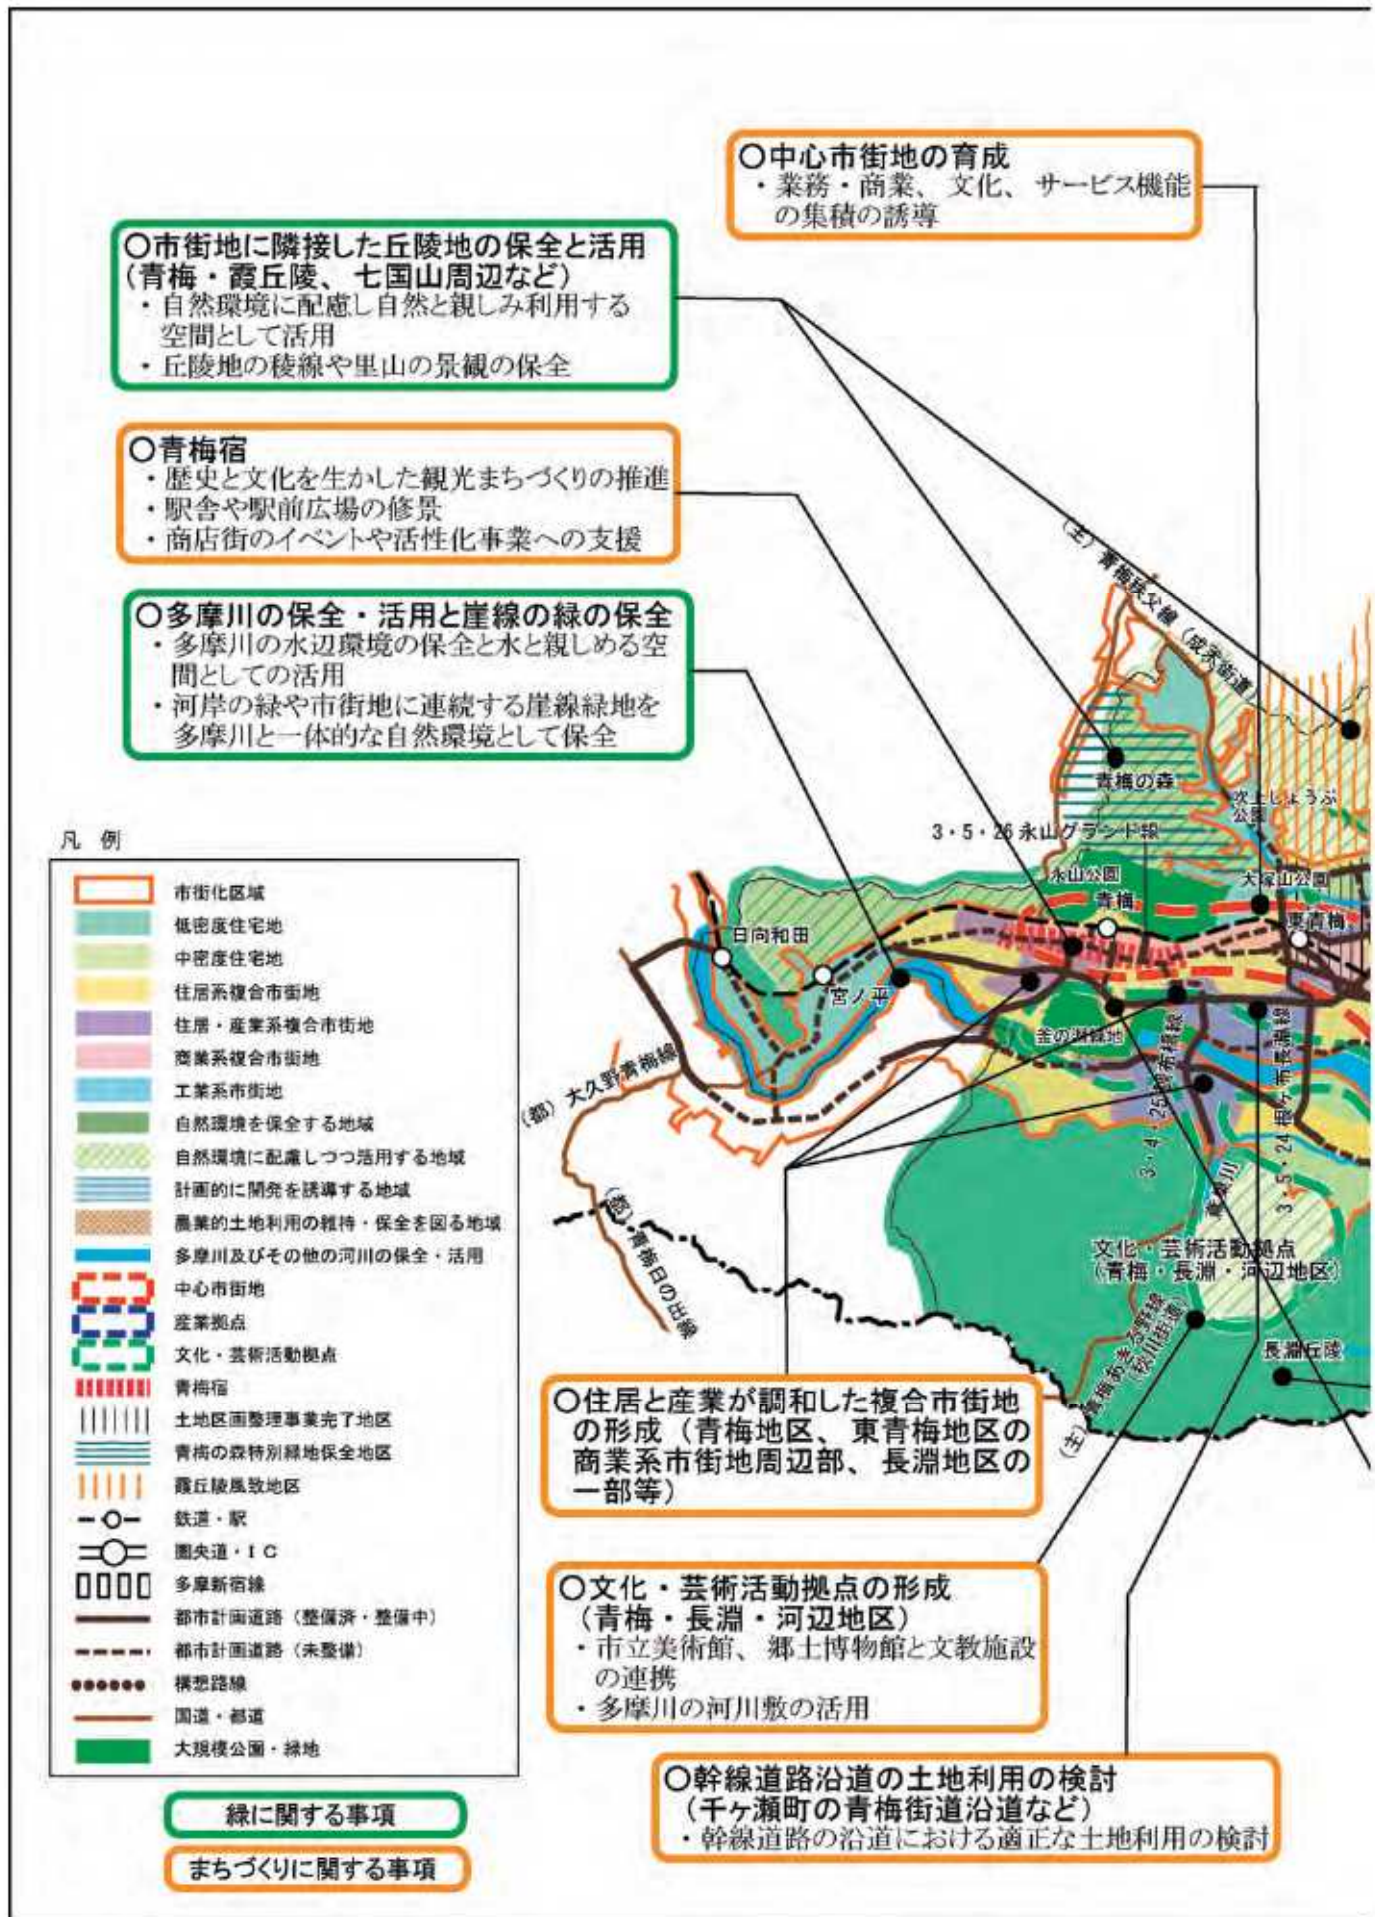 〇中心市街地の育成
・業務・商業、文化、サービス機能
の集積の誘導
〇市街地に隣接した丘陵地の保全と活用
(青梅・霞丘陵、七国山周辺など)
・自然環境に配慮し自然と親しみ利用する
空間として活用
・丘陵地の稜線や里山の景観の保全
〇青梅宿
・歴史と文化を生かした観光まちづくりの推進
・駅舎や駅前広場の修景
・商店街のイベントや活性化事業への支援
〇多摩川の保全・活用と崖線の緑の保全
・多摩川の水辺環境の保全と水と親しめる空
間としての活用
・河岸の緑や市街地に連続する崖線緑地を
多摩川と一体的な自然環境として保全
(主)青梅秩父線(成木街道)
青梅の森
吹上しょうぶ
公園
3・5・26永山グランド線
永山公園
大塚山公園
青梅
東青梅
日向和田
宮ノ平
釜の淵緑地
(都)大久野青梅線
(都)青梅日の出線
3・5・24根ヶ布長淵線
文化・芸術活動拠点
(青梅・長淵・河辺地区)
(主)青梅あきる野線
(秋川街道)
長淵丘陵
凡 例
市街化区域
低密度住宅地
中密度住宅地
住居系複合市街地
住居・産業系複合市街地
商業系複合市街地
工業系市街地
自然環境を保全する地域
自然環境に配慮しつつ活用する地域
計画的に開発を誘導する地域
農業的土地利用の維持・保全を図る地域
多摩川及びその他の河川の保全・活用
中心市街地
産業拠点
文化・芸術活動拠点
青梅宿
土地区画整理事業完了地区
青梅の森特別緑地保全地区
霞丘陵風致地区
鉄道・駅
圏央道・IC
多摩新宿線
都市計画道路(整備済・整備中)
都市計画道路(未整備)
構想路線
国道・都道
大規模公園・緑地
緑に関する事項
まちづくりに関する事項
〇住居と産業が調和した複合市街地
の形成(青梅地区、東青梅地区の
商業系市街地周辺部、長淵地区の
一部等)
〇文化・芸術活動拠点の形成
(青梅・長淵・河辺地区)
・市立美術館、郷土博物館と文教施設
の連携
・多摩川の河川敷の活用
〇幹線道路沿道の土地利用の検討
(千ヶ瀬町の青梅街道沿道など)
・幹線道路の沿道における適正な土地利用の検討